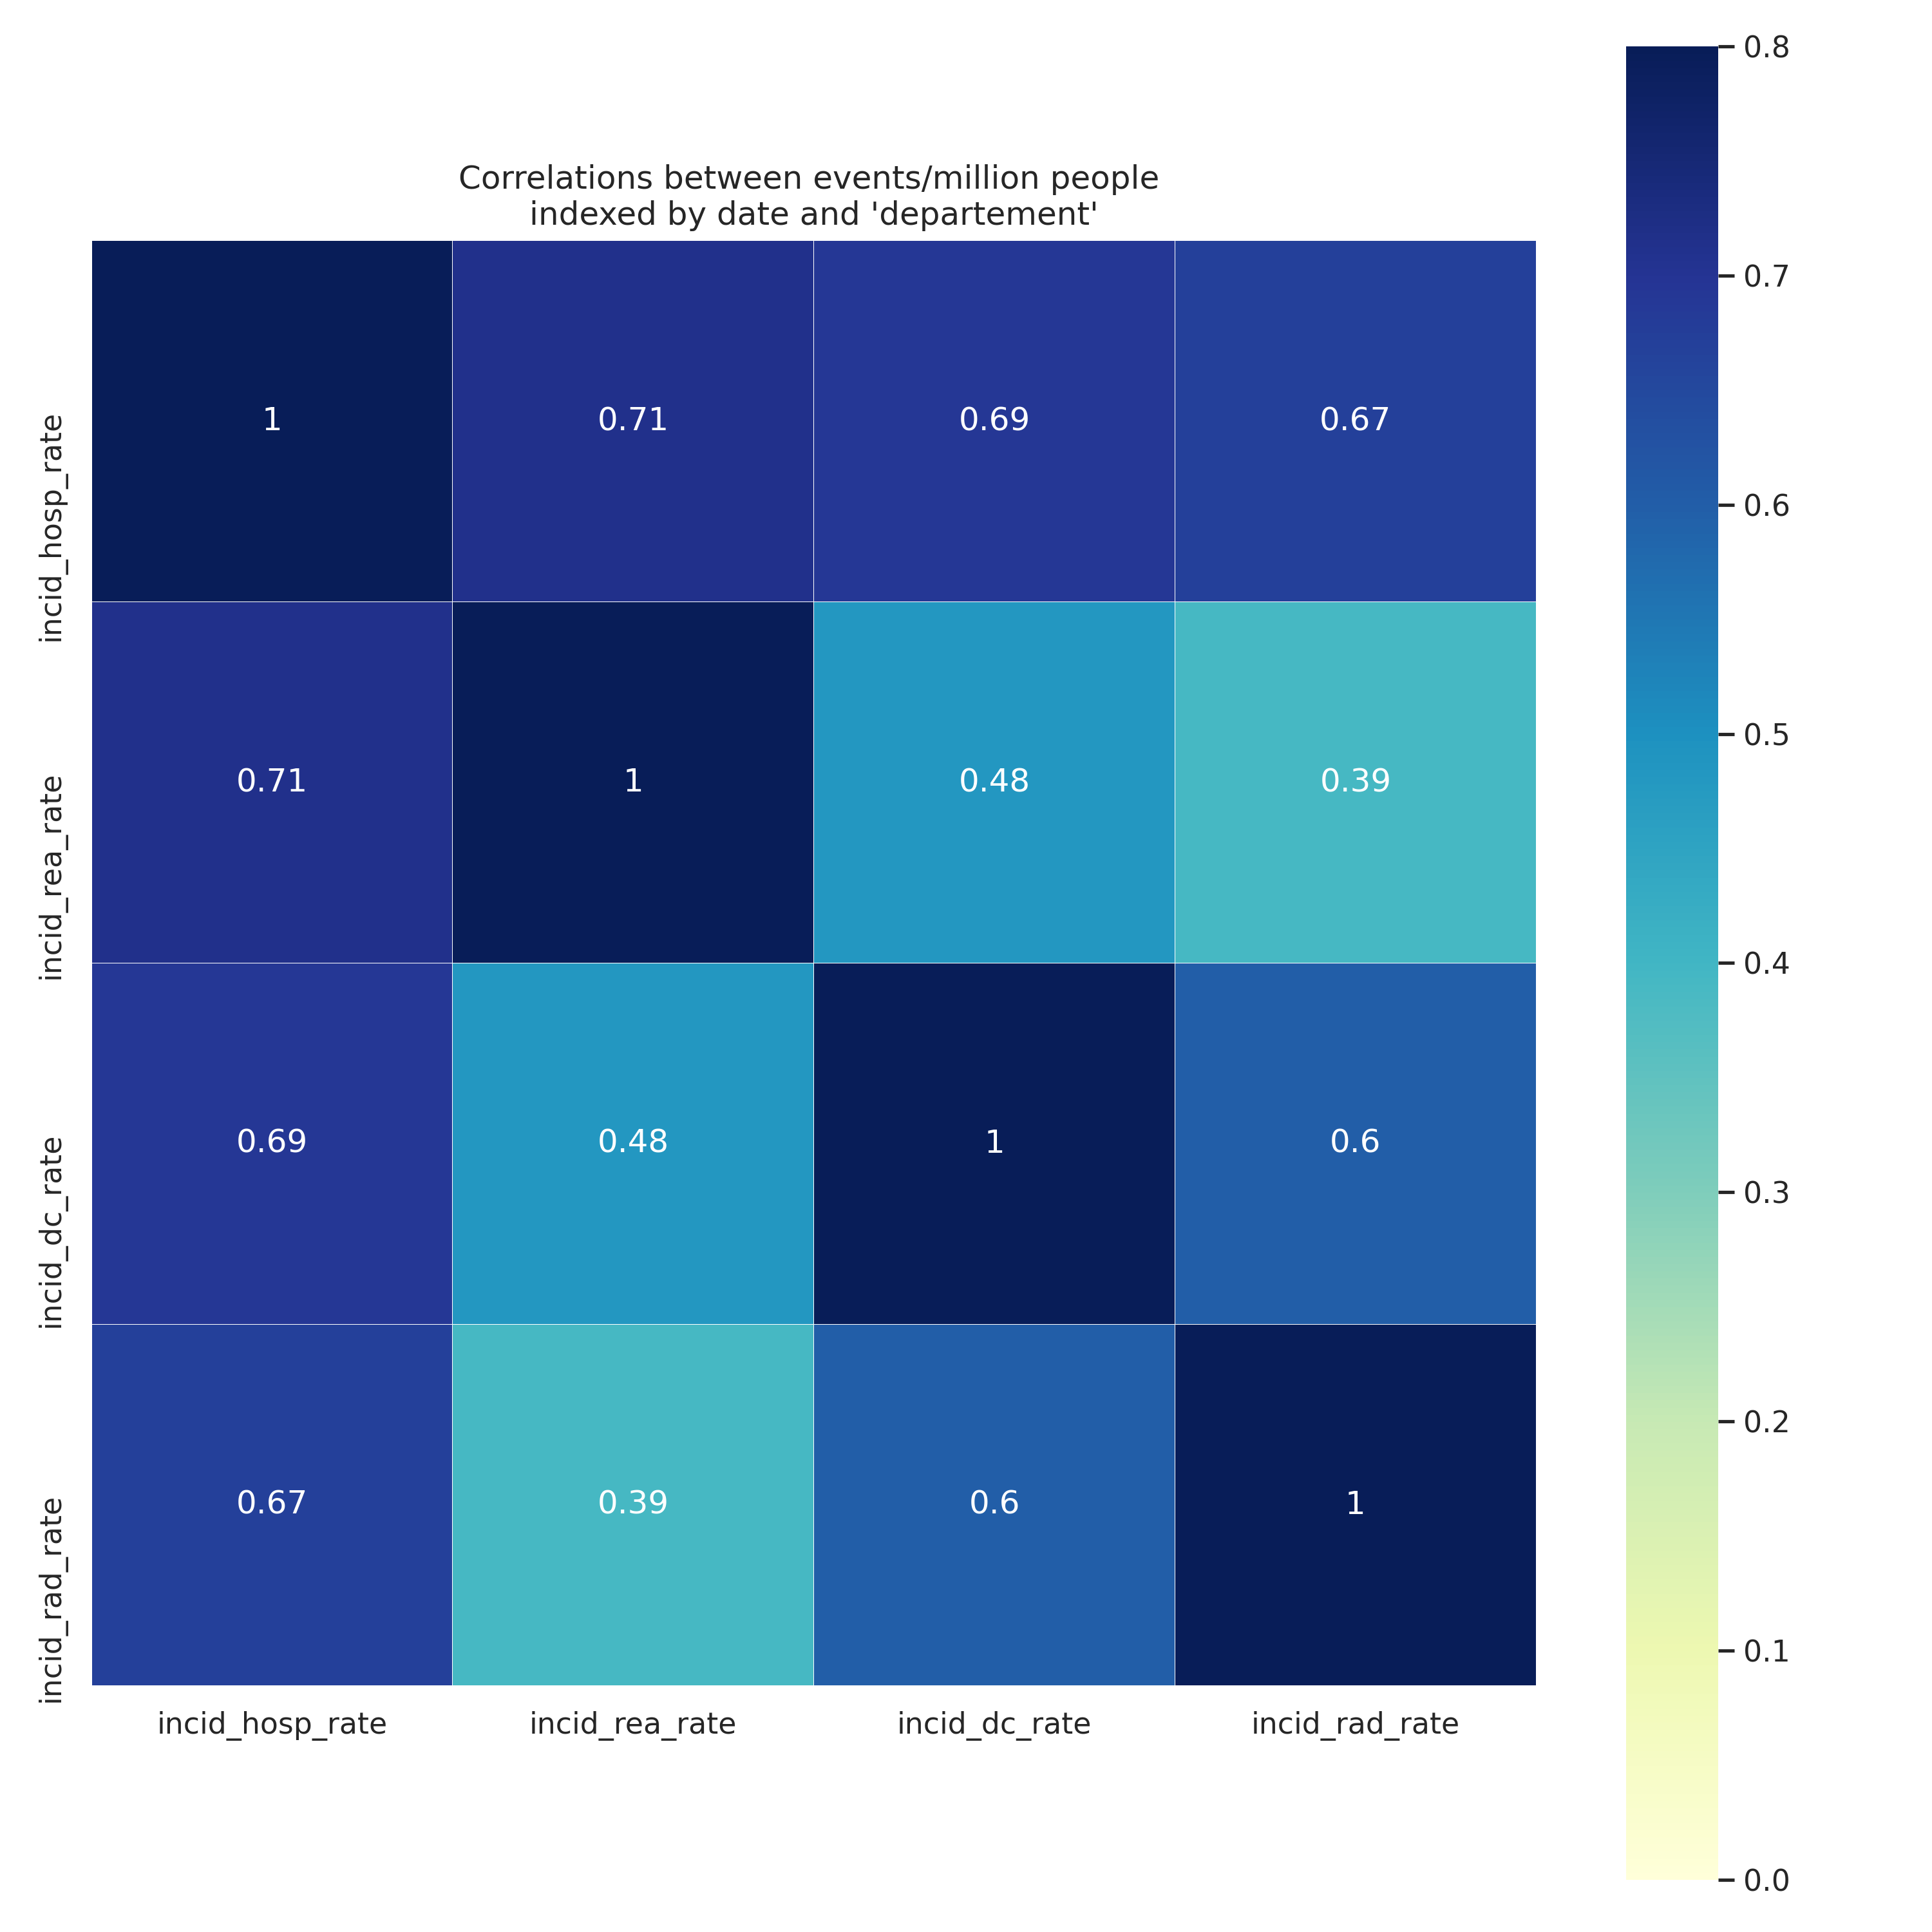 Correlations between events/million people
indexed by date and 'departement'
incid_hosp_rate
1
0.71
0.69
0.67
incid_rea_rate
0.71
1
0.48
0.39
incid_dc_rate
0.69
0.48
1
0.6
incid_rad_rate
0.67
0.39
0.6
1
incid_hosp_rate
incid_rea_rate
incid_dc_rate
incid_rad_rate
0.8
0.7
0.6
0.5
0.4
0.3
0.2
0.1
0.0